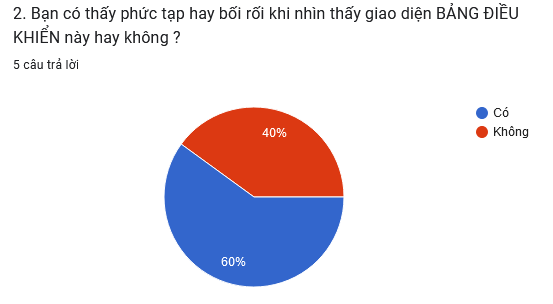 2. Bạn có thấy phức tạp hay bối rối khi nhìn thấy giao diện BẢNG ĐIỀU
KHIỂN này hay không ?
5 câu trả lời
Có
Không
40%
60%